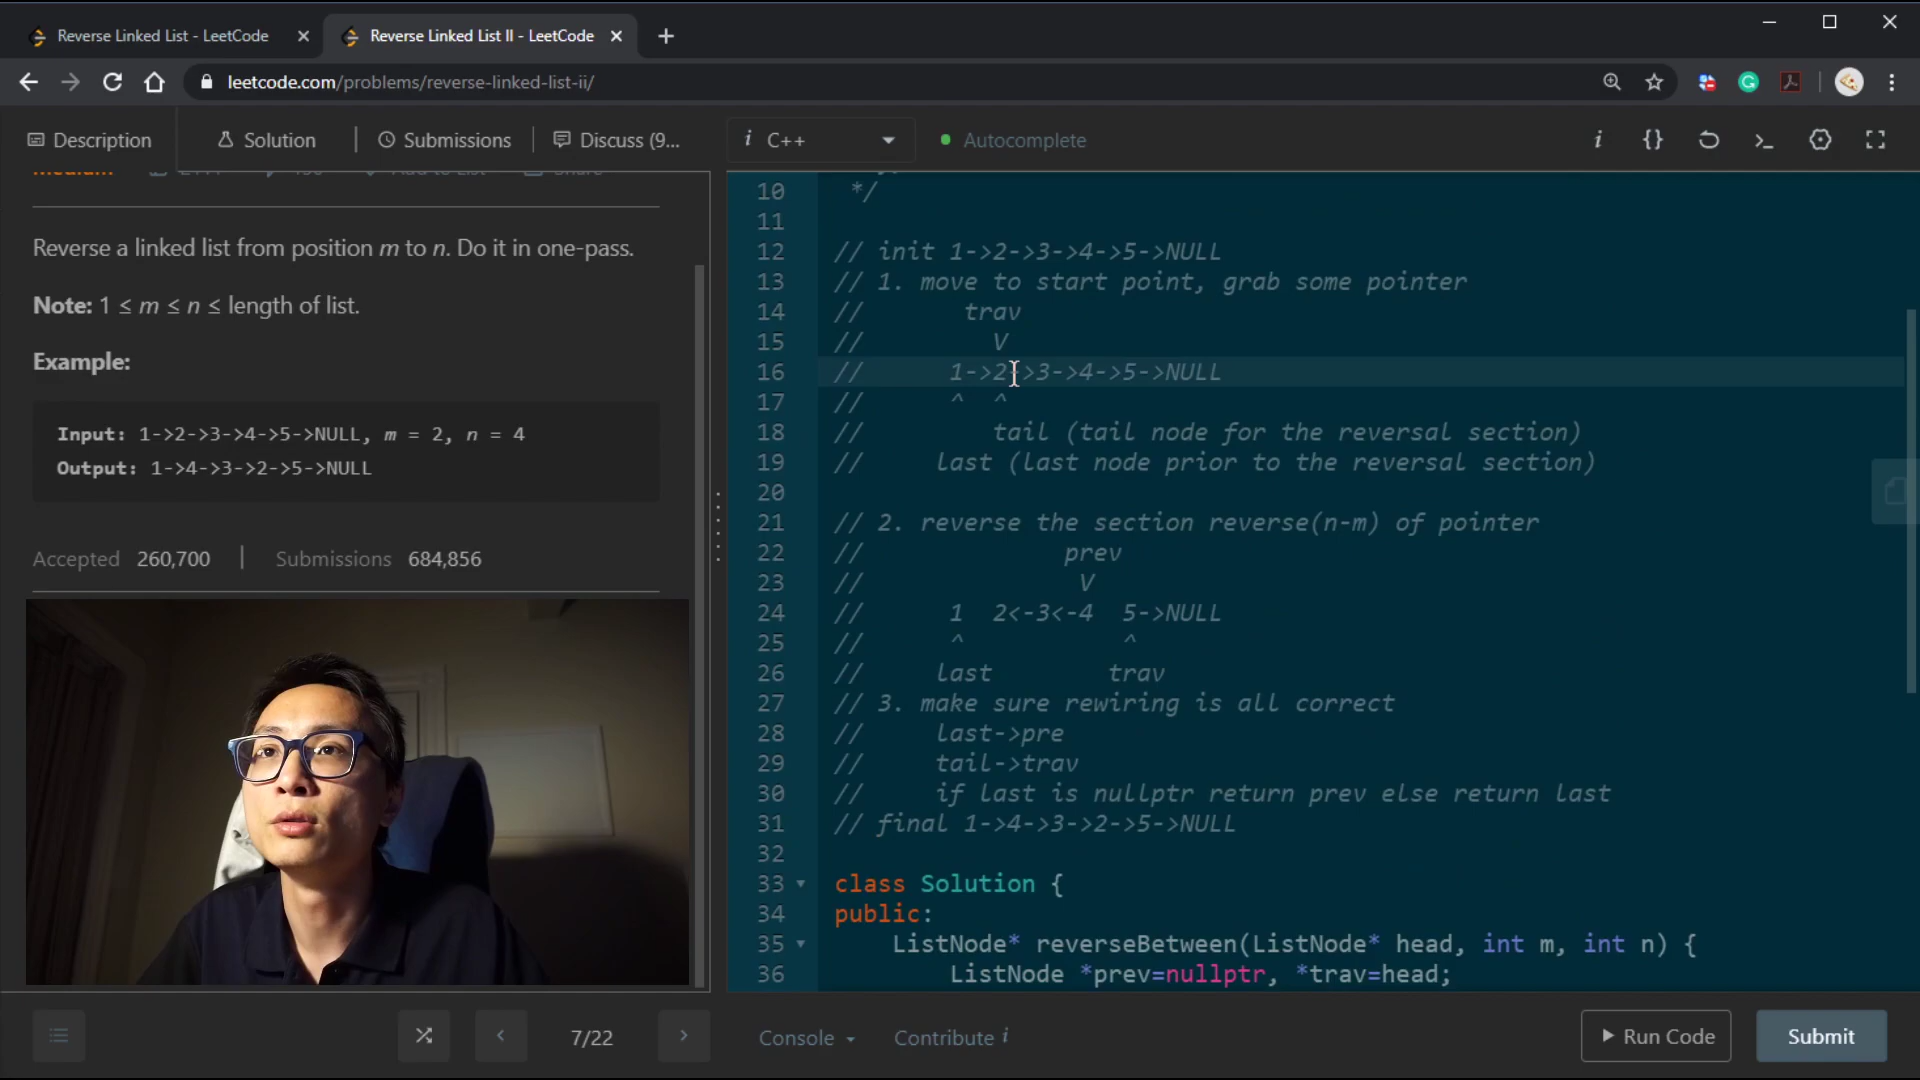 Reverse Linked List - LeetCode
Reverse Linked List II - LeetCode
leetcode.com/problems/reverse-linked-list-ii/
Description
Solution
Submissions
Discuss (9...
i C++
Autocomplete
Medium
Add to List
Share
Reverse a linked list from position m to n. Do it in one-pass.
Note: 1 ≤ m ≤ n ≤ length of list.
Example:
Input: 1->2->3->4->5->NULL, m = 2, n = 4
Output: 1->4->3->2->5->NULL
Accepted 260,700 | Submissions 684,856
10 */
11
12 // init 1->2->3->4->5->NULL
13 // 1. move to start point, grab some pointer
14 // trav
15 // V
16 // 1->2->3->4->5->NULL
17 // ^ ^
18 // tail (tail node for the reversal section)
19 // last (last node prior to the reversal section)
20
21 // 2. reverse the section reverse(n-m) of pointer
22 // prev
23 // V
24 // 1 2<-3<-4 5->NULL
25 // ^ ^
26 // last trav
27 // 3. make sure rewiring is all correct
28 // last->pre
29 // tail->trav
30 // if last is nullptr return prev else return last
31 // final 1->4->3->2->5->NULL
32
33 class Solution {
34 public:
35 ListNode* reverseBetween(ListNode* head, int m, int n) {
36 ListNode *prev=nullptr, *trav=head;
7/22
Console
Contribute i
Run Code
Submit